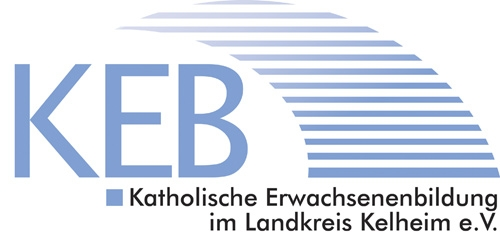 KEB
Katholische Erwachsenenbildung
im Landkreis Kelheim e.V.